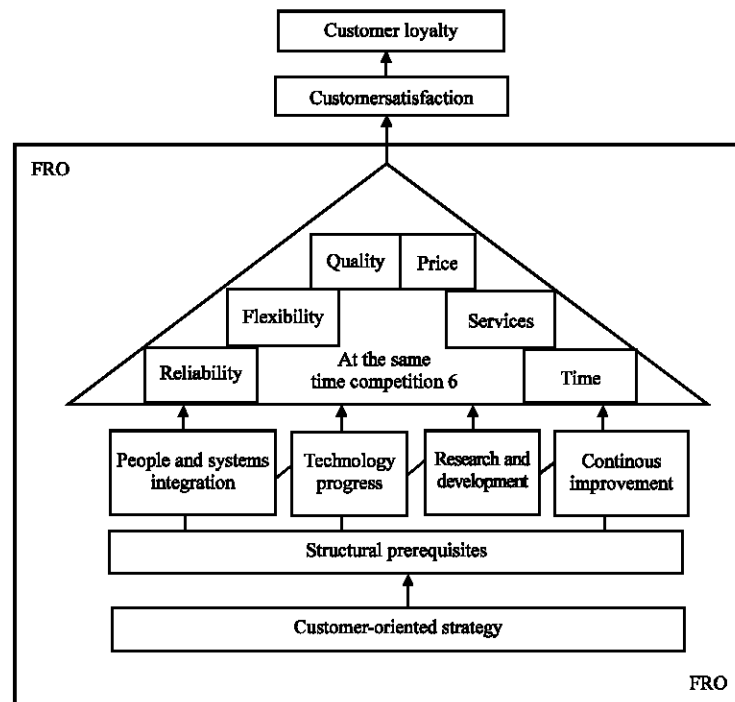 Customer loyalty
Customersatisfaction
FRO
Quality
Price
Flexibility
Services
At the same
time competition 6
Reliability
Time
People and systems
integration
Technology
progress
Research and
development
Continous
improvement
Structural prerequisites
Customer-oriented strategy
FRO